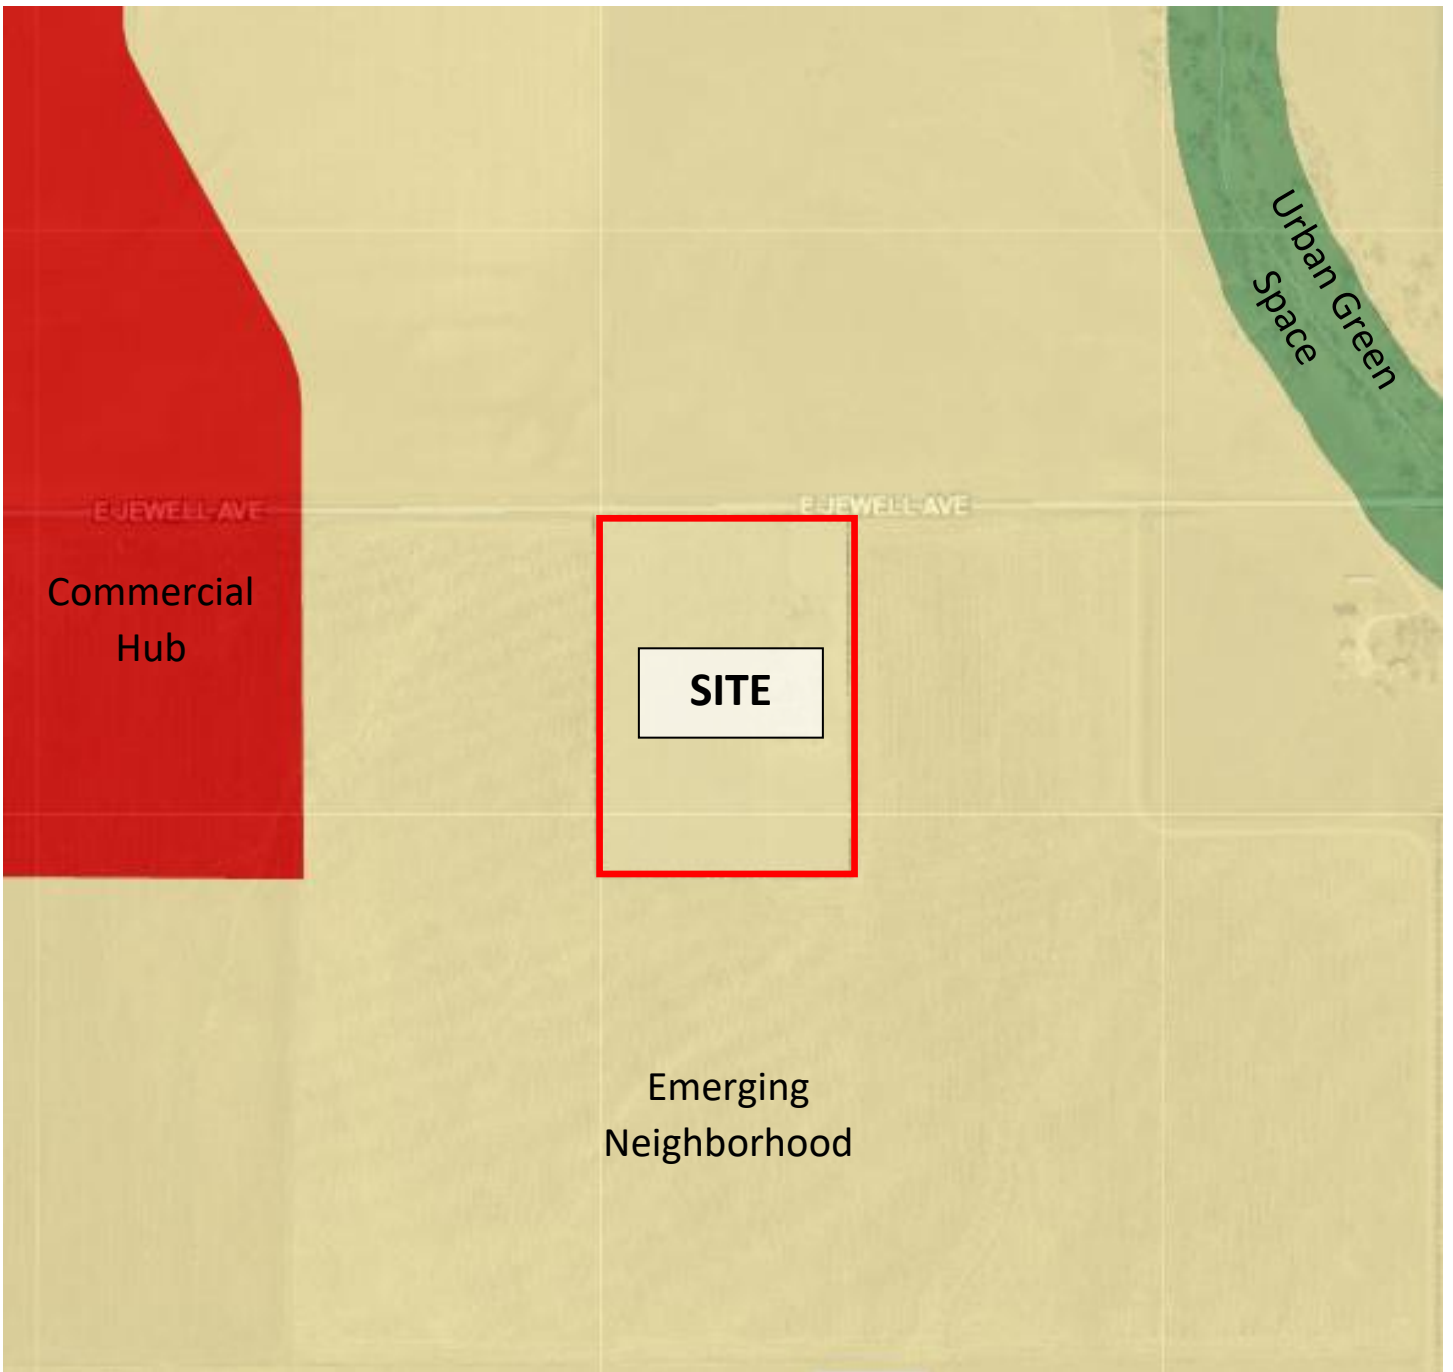 Urban Green
Space
E JEWELL AVE
E JEWELL AVE
Commercial
Hub
SITE
Emerging
Neighborhood